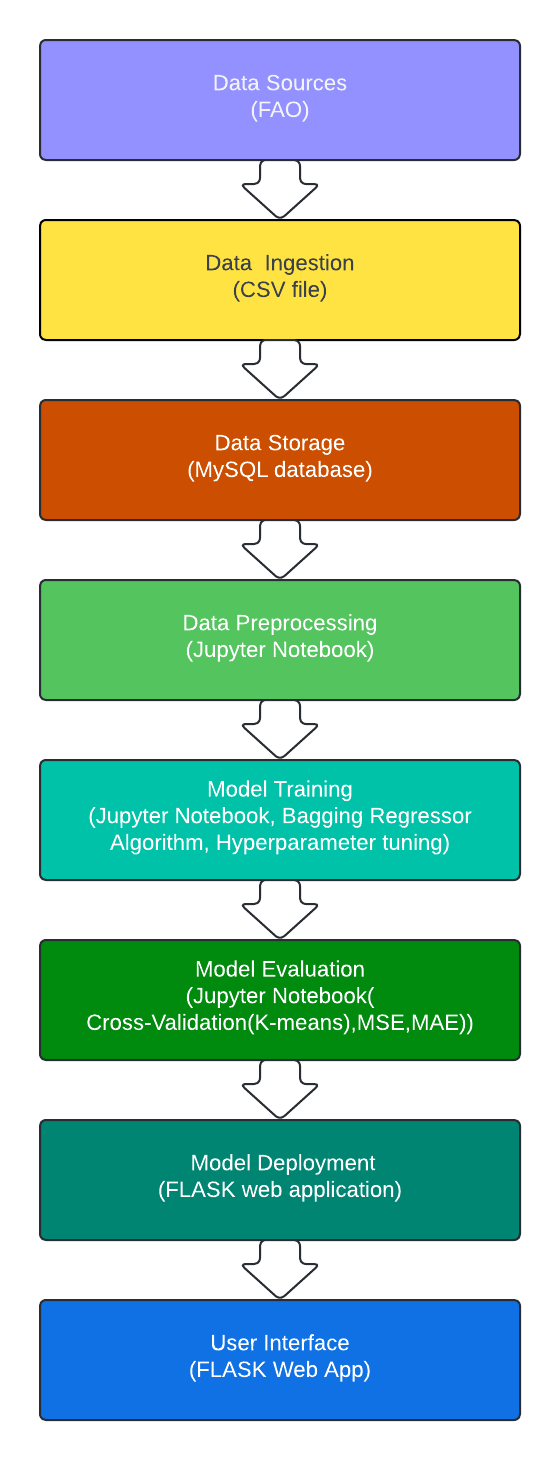 Data Sources
(FAO)
Data  Ingestion
(CSV file)
Data Storage
(MySQL database)
Data Preprocessing
(Jupyter Notebook)
Model Training
(Jupyter Notebook, Bagging Regressor
Algorithm, Hyperparameter tuning)
Model Evaluation
(Jupyter Notebook(
Cross-Validation(K-means),MSE,MAE))
Model Deployment
(FLASK web application)
User Interface
(FLASK Web App)